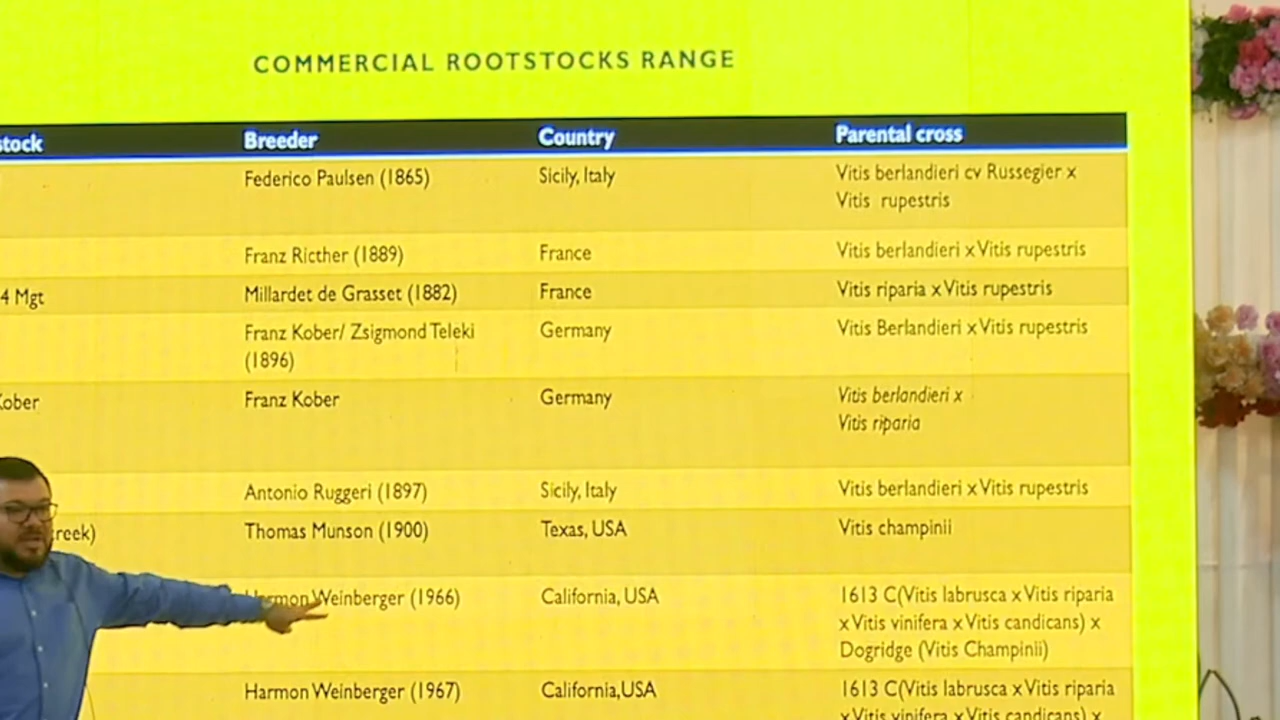 COMMERCIAL ROOTSTOCKS RANGE
stock Breeder Country Parental cross
Federico Paulsen (1865) Sicily, Italy Vitis berlandieri cv Russegier x
Vitis rupestris
Franz Ricther (1889) France Vitis berlandieri x Vitis rupestris
4 Mgt Millardet de Grasset (1882) France Vitis riparia x Vitis rupestris
Franz Kober/ Zsigmond Teleki Germany Vitis Berlandieri x Vitis rupestris
(1896)
Kober Franz Kober Germany Vitis berlandieri x
Vitis riparia
Antonio Ruggeri (1897) Sicily, Italy Vitis berlandieri x Vitis rupestris
reek) Thomas Munson (1900) Texas, USA Vitis champinii
Harmon Weinberger (1966) California, USA 1613 C(Vitis labrusca x Vitis riparia
x Vitis vinifera x Vitis candicans) x
Dogridge (Vitis Champinii)
Harmon Weinberger (1967) California,USA 1613 C(Vitis labrusca x Vitis riparia
x Vitis vinifera x Vitis candicans) x